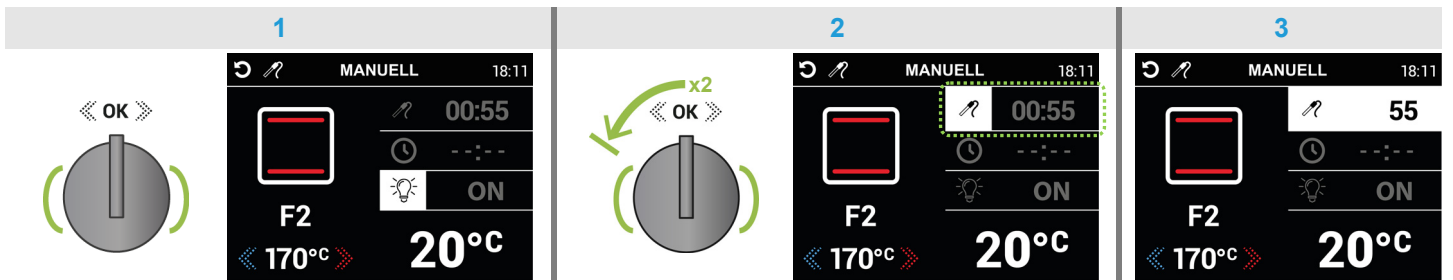 1
2
3
OK
MANUELL 18:11
00:55
--:--
ON
F2
170°C
20°C
x2
OK
MANUELL 18:11
00:55
--:--
ON
F2
170°C
20°C
MANUELL 18:11
55
--:--
ON
F2
170°C
20°C